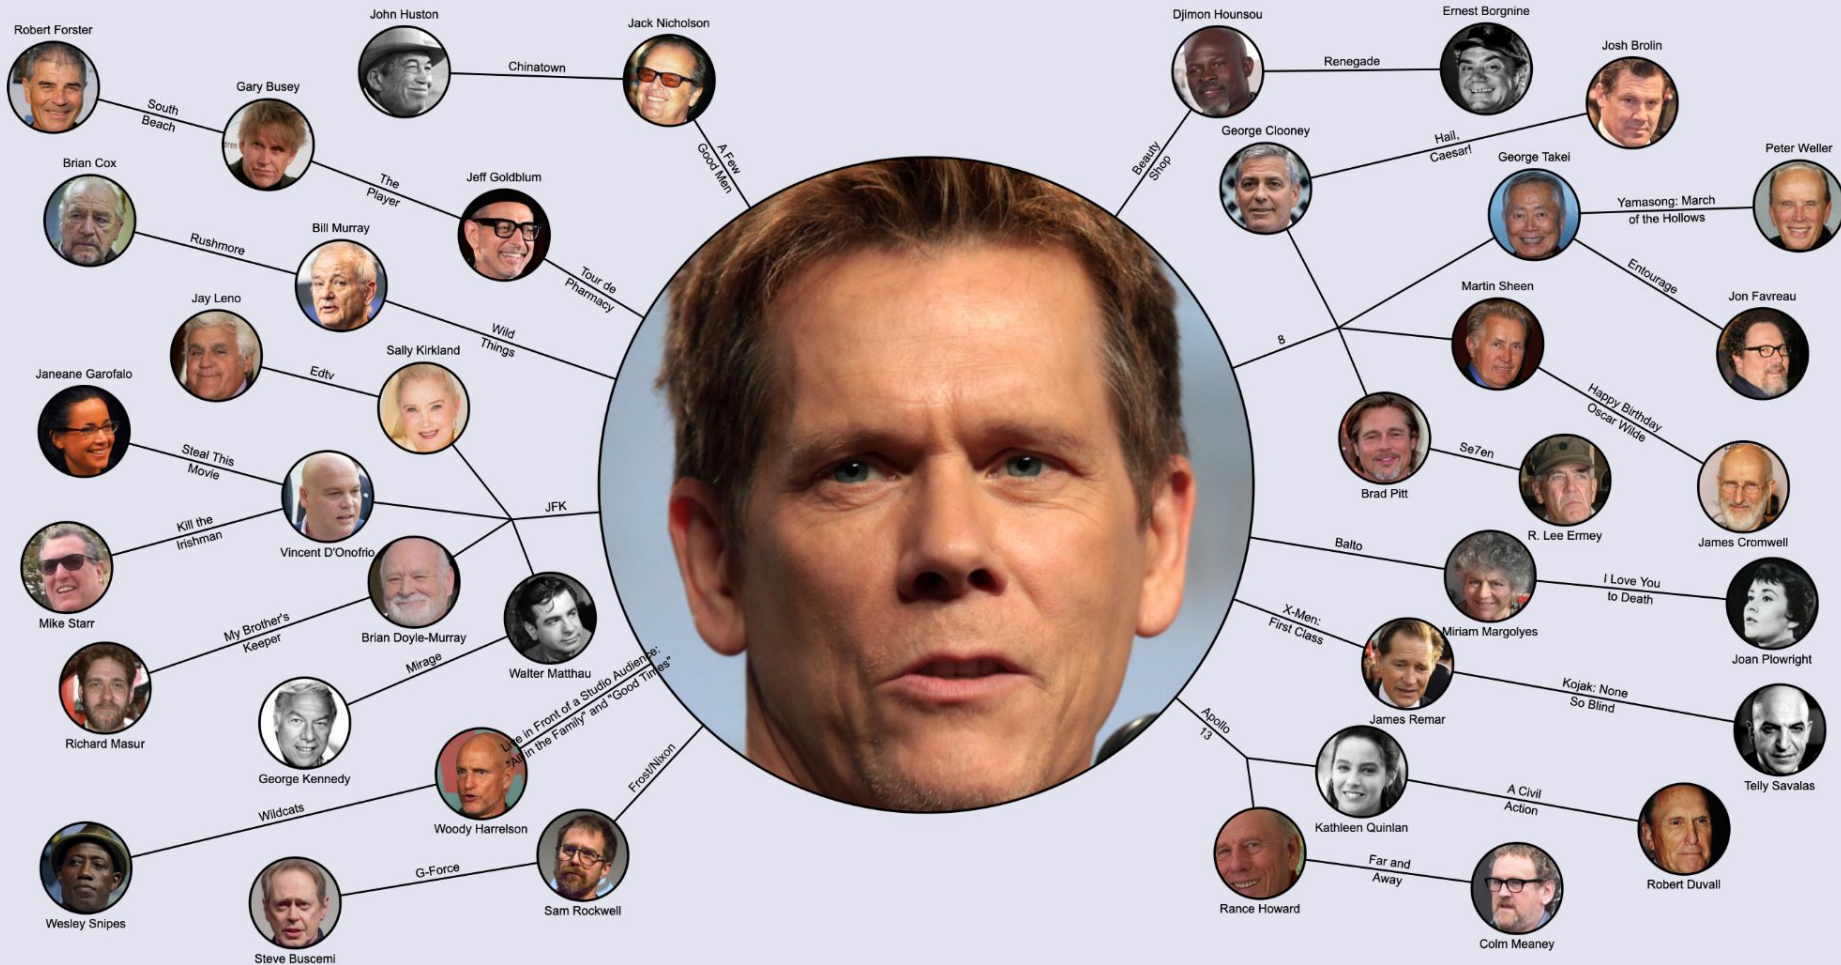 Robert Forster
South
Beach
Gary Busey
The
Player
Jeff Goldblum
Tour de
Pharmacy
John Huston
Chinatown
Jack Nicholson
A Few
Good Men
Brian Cox
Rushmore
Bill Murray
Wild
Things
Jay Leno
Edtv
Sally Kirkland
Janeane Garofalo
Steal This
Movie
Vincent D'Onofrio
JFK
Kill the
Irishman
Mike Starr
Brian Doyle-Murray
My Brother's
Keeper
Richard Masur
Walter Matthau
Mirage
George Kennedy
Live in Front of a Studio Audience:
"All in the Family" and "Good Times"
Woody Harrelson
Wildcats
Wesley Snipes
Frost/Nixon
Sam Rockwell
G-Force
Steve Buscemi
Djimon Hounsou
Renegade
Ernest Borgnine
Beauty
Shop
George Clooney
Hail,
Caesar!
Josh Brolin
George Takei
Yamasong: March
of the Hollows
Peter Weller
Entourage
Jon Favreau
8
Martin Sheen
Happy Birthday
Oscar Wilde
James Cromwell
Brad Pitt
Se7en
R. Lee Ermey
Balto
Miriam Margolyes
I Love You
to Death
Joan Plowright
X-Men:
First Class
James Remar
Kojak: None
So Blind
Telly Savalas
Apollo
13
Kathleen Quinlan
A Civil
Action
Robert Duvall
Rance Howard
Far and
Away
Colm Meaney